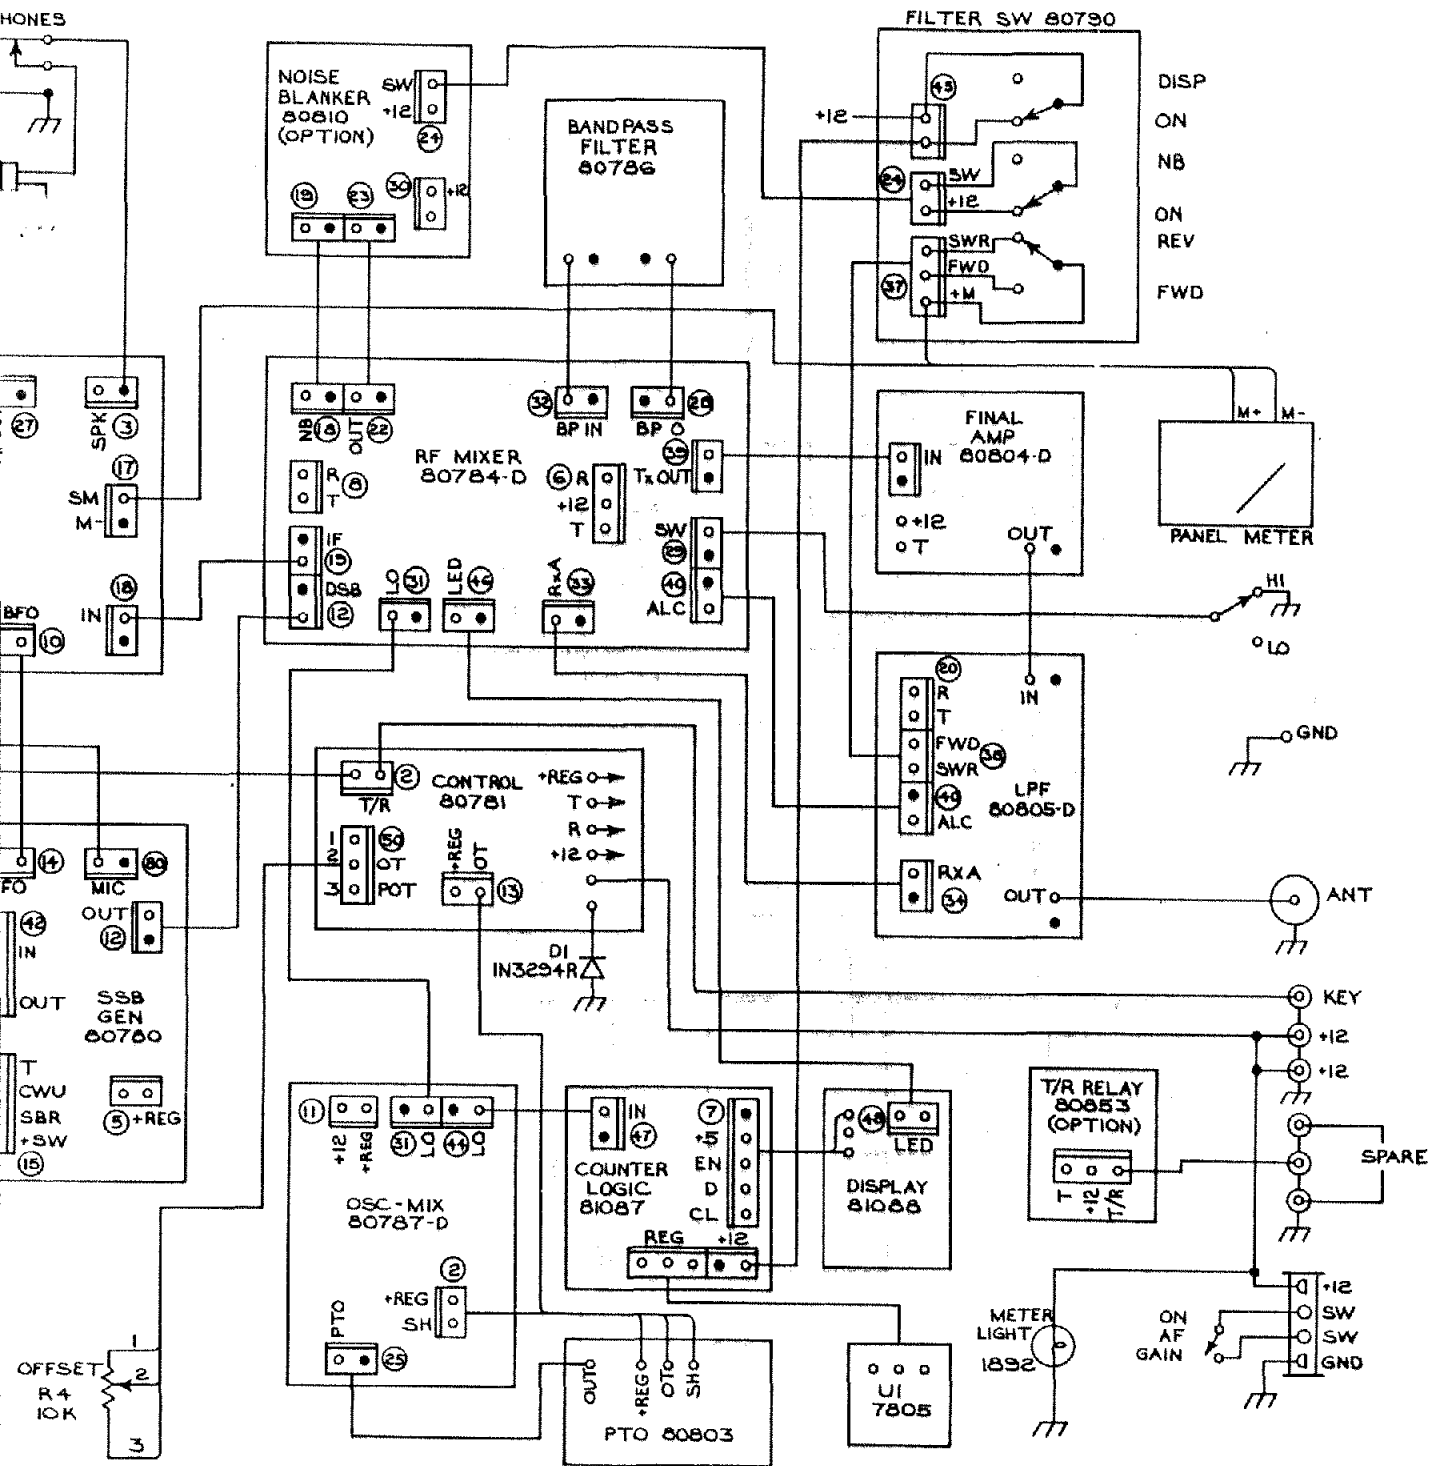 HONES
FILTER SW 80790
NOISE
BLANKER
80810
(OPTION)
SW
+12
24
19
23
30
+12
BANDPASS
FILTER
80786
+12
45
DISP
ON
24
SW
+12
NB
ON
37
SWR
FWD
+M
REV
FWD
27
SPK
3
17
SM
M-
18
IN
BFO
10
NB
18
OUT
22
RF MIXER
80784-D
R
8
T
IF
19
DSB
12
LO
31
LED
46
RxA
33
32
BP IN
BP O
28
39
Tx OUT
6
R
+12
T
SW
29
40
ALC
FINAL
AMP
80804-D
IN
+12
T
OUT
M+
M-
PANEL METER
HI
LO
GND
20
R
T
FWD
38
SWR
40
ALC
IN
LPF
80805-D
RXA
34
OUT
ANT
2
T/R
CONTROL
80781
+REG
T
R
+12
1
2
3
50
OT
POT
+REG
OT
13
D1
IN3294R
14
FO
80
MIC
OUT
12
42
IN
OUT
SSB
GEN
80780
T
CWU
SBR
+SW
15
5
+REG
KEY
+12
+12
SPARE
11
+12
+REG
31
LO
44
LO
OSC-MIX
80787-D
2
+REG
SH
PTO
25
IN
47
COUNTER
LOGIC
81087
7
+5
EN
D
CL
REG
+12
48
LED
DISPLAY
81088
T/R RELAY
80853
(OPTION)
T
+12
T/R
OFFSET
R4
10K
1
2
3
OUT
+REG
OT
SH
PTO 80803
U1
7805
METER
LIGHT
1892
ON
AF
GAIN
+12
SW
SW
GND